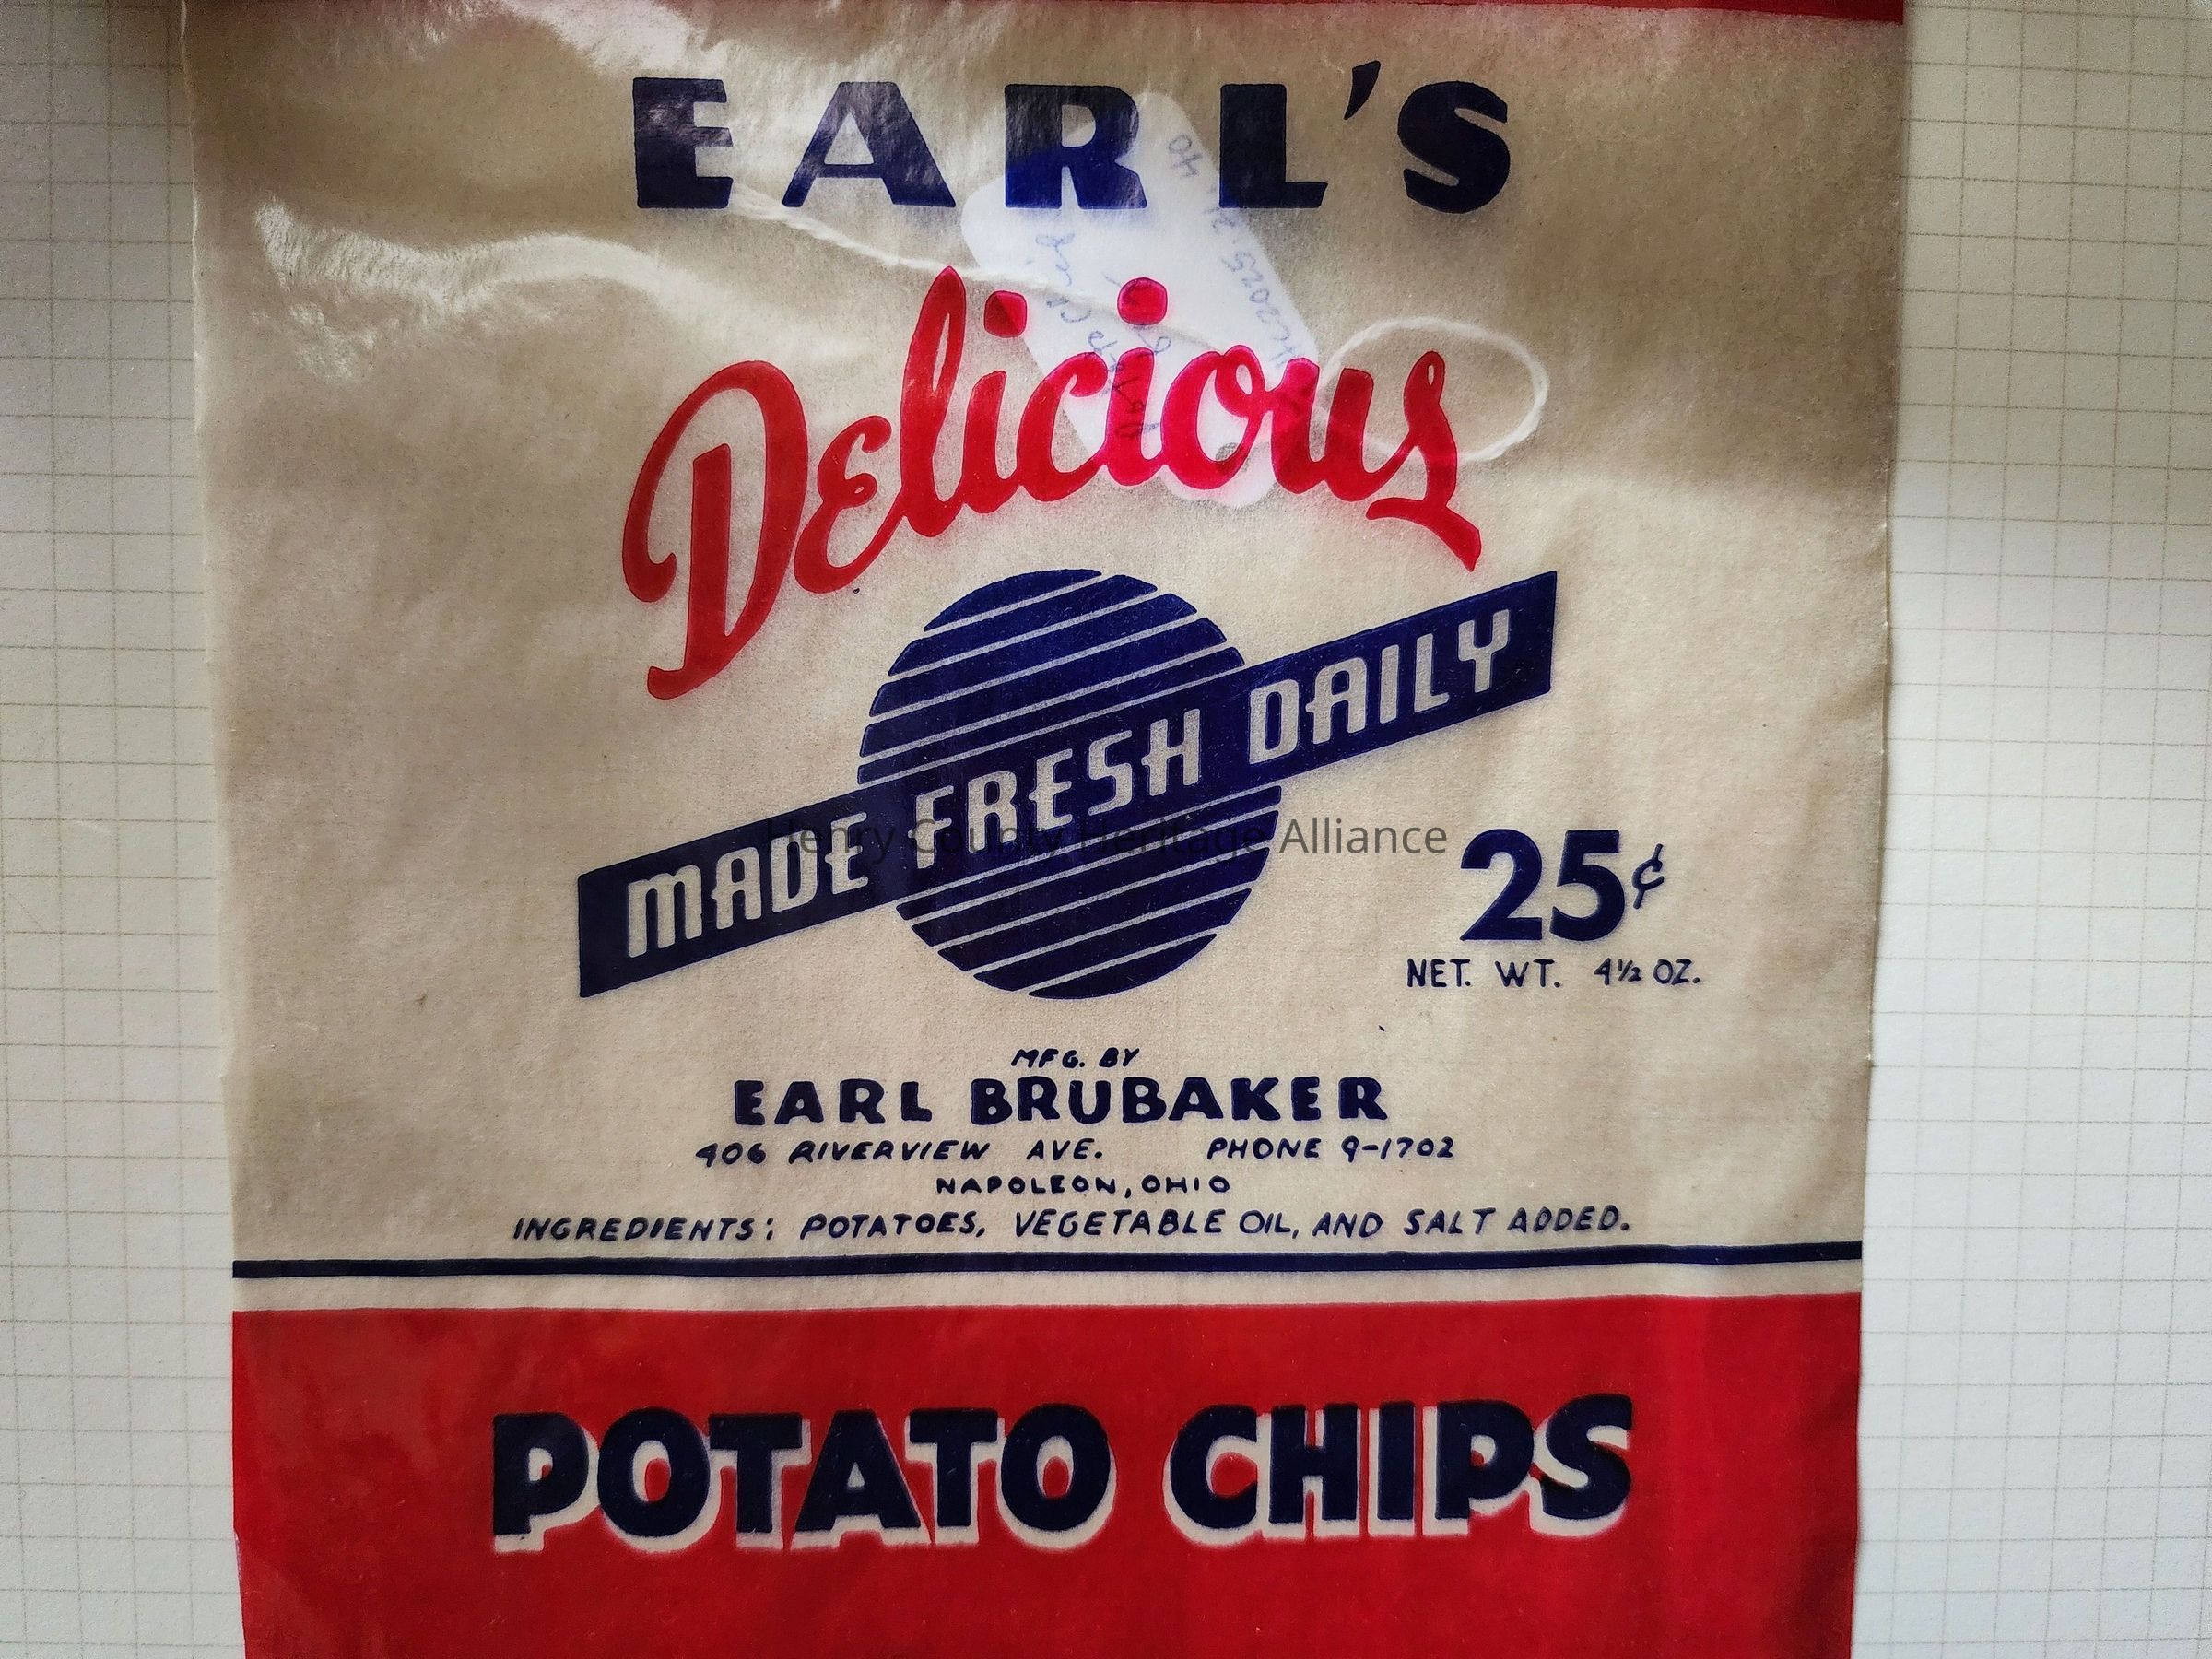 EARL'S
Delicious
MADE FRESH DAILY
Henry County Heritage Alliance
25¢
NET. WT. 4½ OZ.
MFG. BY
EARL BRUBAKER
406 RIVERVIEW AVE. PHONE 9-1702
NAPOLEON, OHIO
INGREDIENTS: POTATOES, VEGETABLE OIL, AND SALT ADDED.
POTATO CHIPS